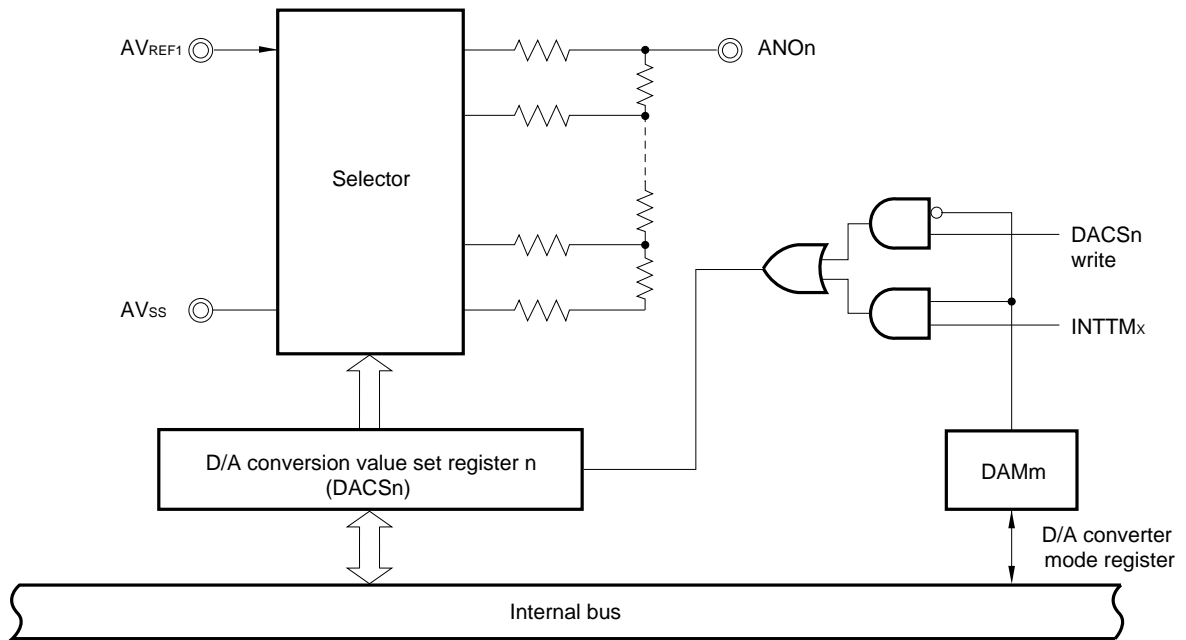 AVREF1
ANOn
Selector
DACSn
write
AVSS
INTTMx
D/A conversion value set register n
(DACSn)
DAMm
D/A converter
mode register
Internal bus